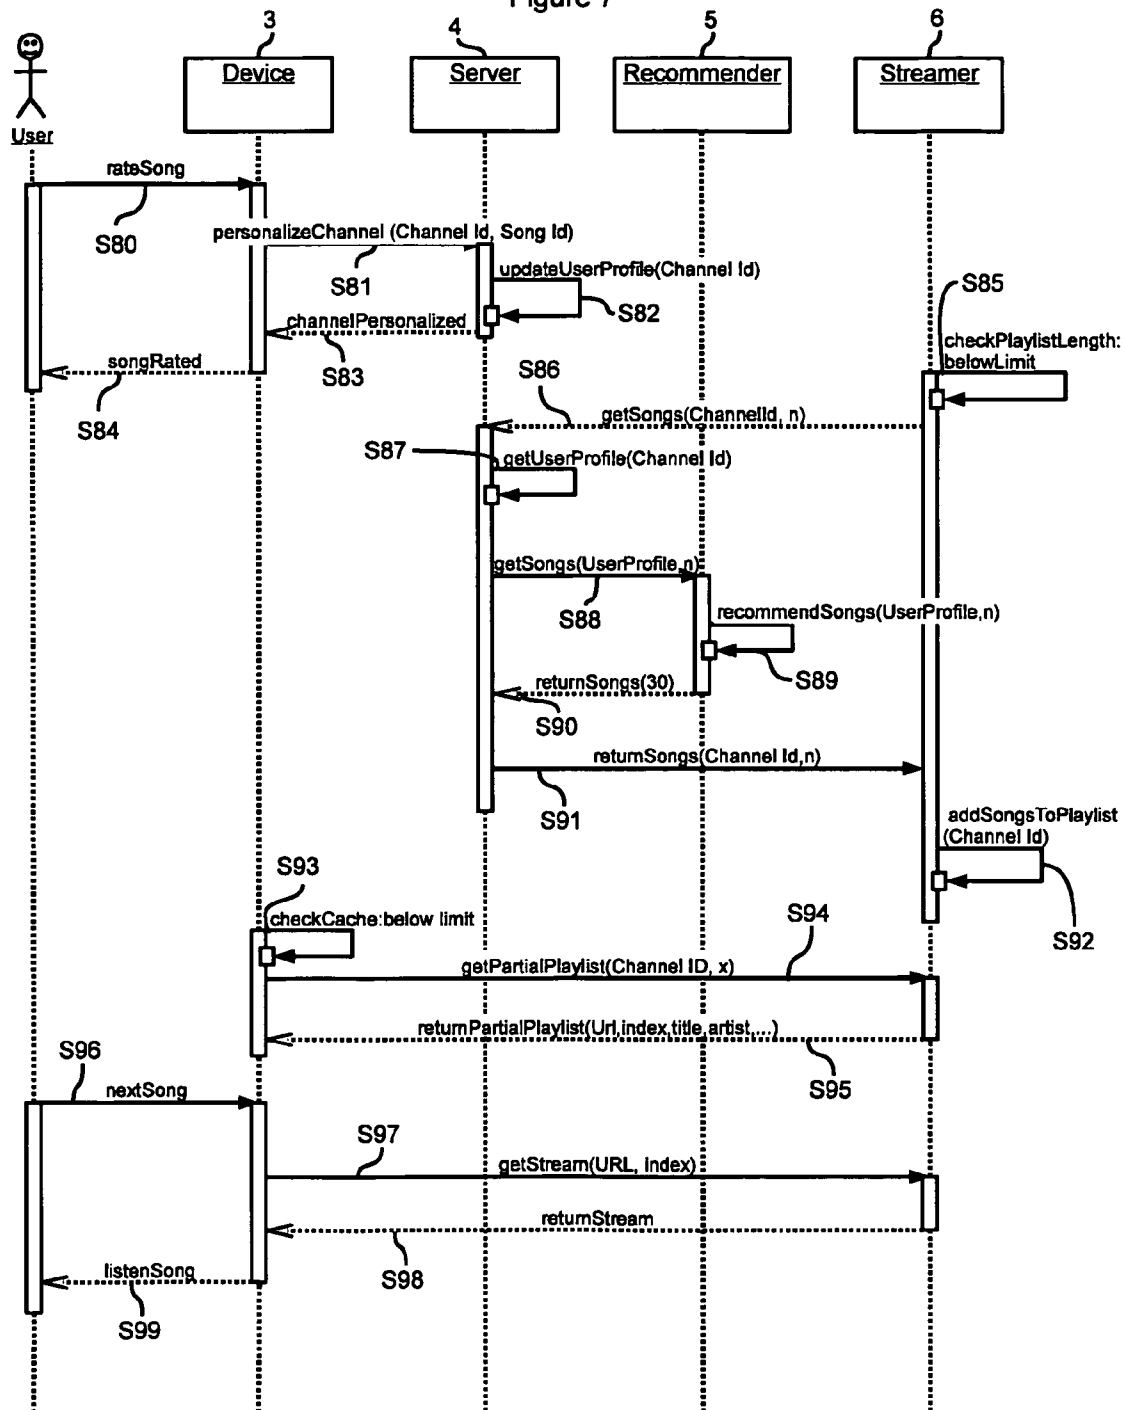 Figure 7
3
4
5
6
Device
Server
Recommender
Streamer
User
rateSong
S80
personalizeChannel (Channel Id, Song Id)
S81
updateUserProfile(Channel Id)
S82
channelPersonalized
S83
songRated
S84
S85
checkPlaylistLength:
belowLimit
S86
getSongs(ChannelId, n)
S87
getUserProfile(Channel Id)
getSongs(UserProfile,n)
S88
recommendSongs(UserProfile,n)
S89
returnSongs(30)
S90
returnSongs(Channel Id,n)
S91
addSongsToPlaylist
(Channel Id)
S92
S93
checkCache:below limit
S94
getPartialPlaylist(Channel ID, x)
returnPartialPlaylist(Url,index,title,artist,...)
S95
S96
nextSong
S97
getStream(URL, Index)
returnStream
S98
listenSong
S99